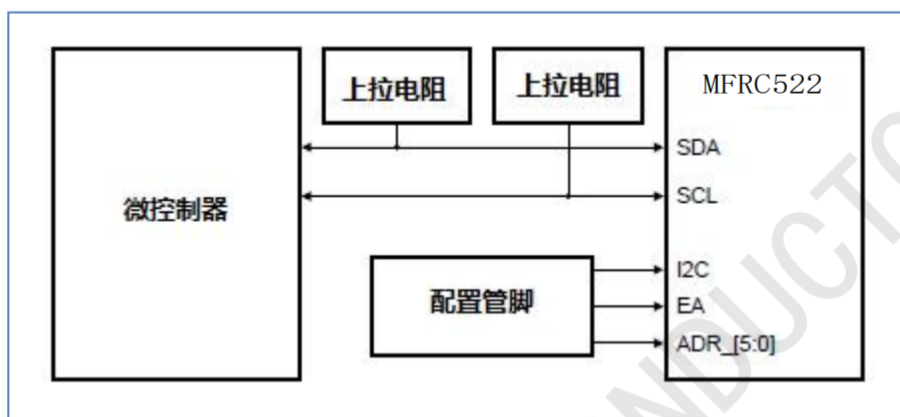 上拉电阻
上拉电阻
MFRC522
SDA
微控制器
SCL
配置管脚
I2C
EA
ADR_[5:0]
NDUCTO